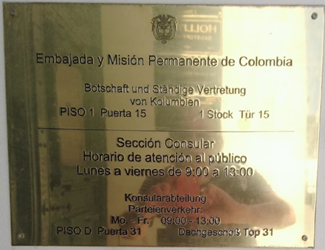 Embajada y Misión Permanente de Colombia
Botschaft und Ständige Vertretung
von Kolumbien
PISO 1 Puerta 15 1 Stock Tür 15
Sección Consular
Horario de atención al público
Lunes a viernes de 9:00 a 13:00
Konsularabteilung
Parteienverkehr:
Mo - Fr 09:00 - 13:00
PISO D Puerta 31 Dachgeschoß Top 31